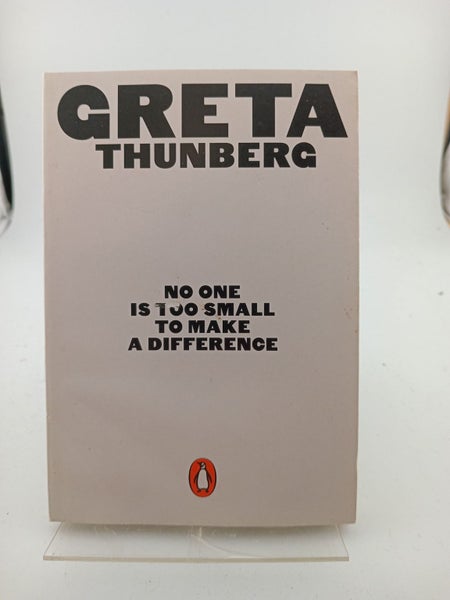 GRETA
THUNBERG
NO ONE
IS TOO SMALL
TO MAKE
A DIFFERENCE